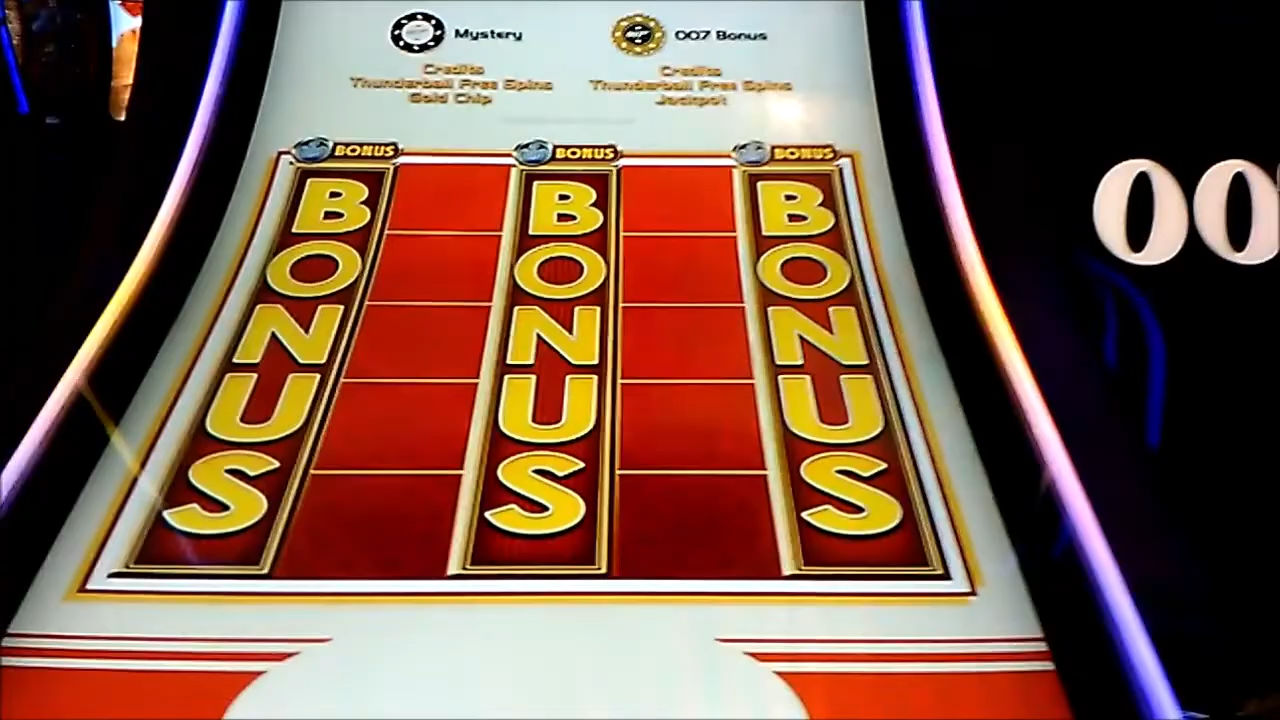 Mystery
007 Bonus
Credits
Thunderball Free Spins
Gold Chip
Credits
Thunderball Free Spins
Jackpot
BONUS
BONUS
BONUS
BONUS
BONUS
BONUS
00